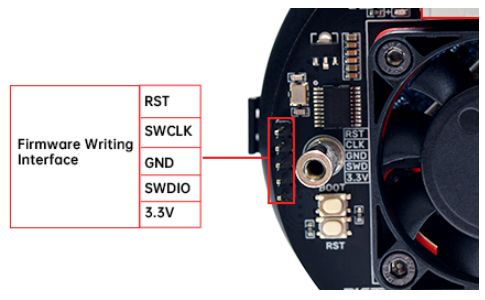 Firmware Writing
Interface
RST
SWCLK
GND
SWDIO
3.3V
RST
CLK
GND
SWD
3.3V
BOOT
RST